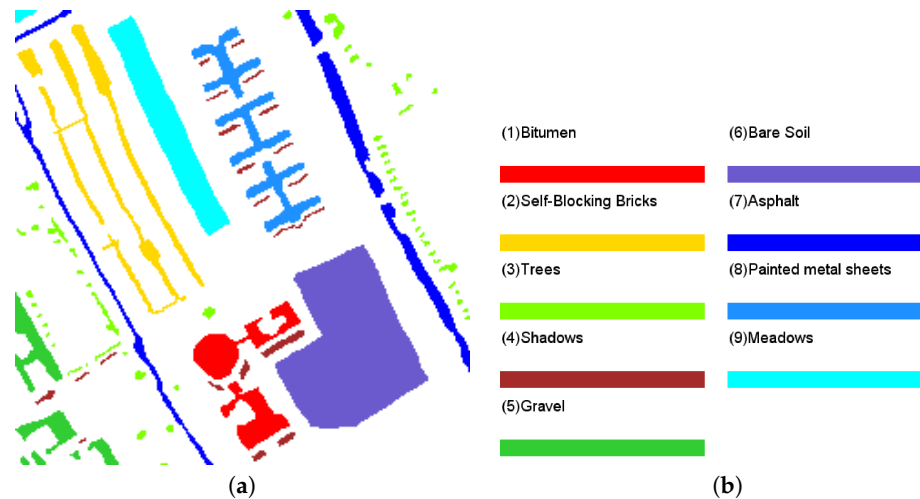 (1)Bitumen
(6)Bare Soil
(2)Self-Blocking Bricks
(7)Asphalt
(3)Trees
(8)Painted metal sheets
(4)Shadows
(9)Meadows
(5)Gravel
(a)
(b)